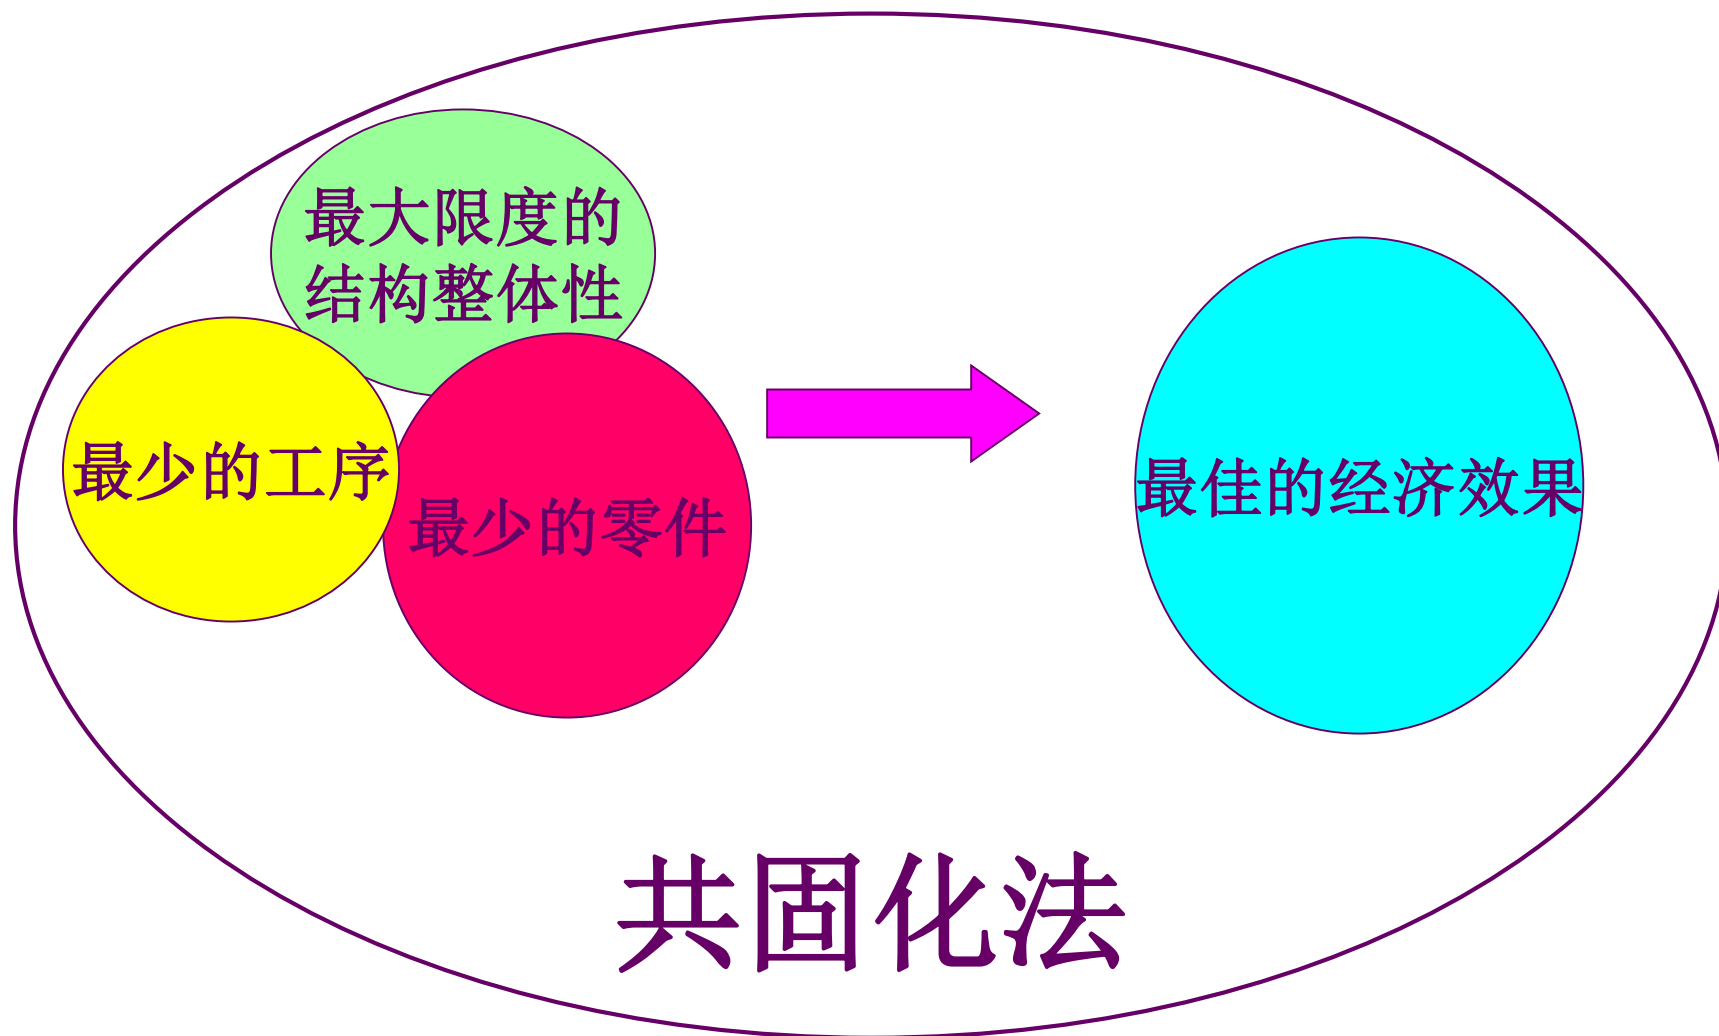 最大限度的
结构整体性
最少的工序
最少的零件
最佳的经济效果
共固化法